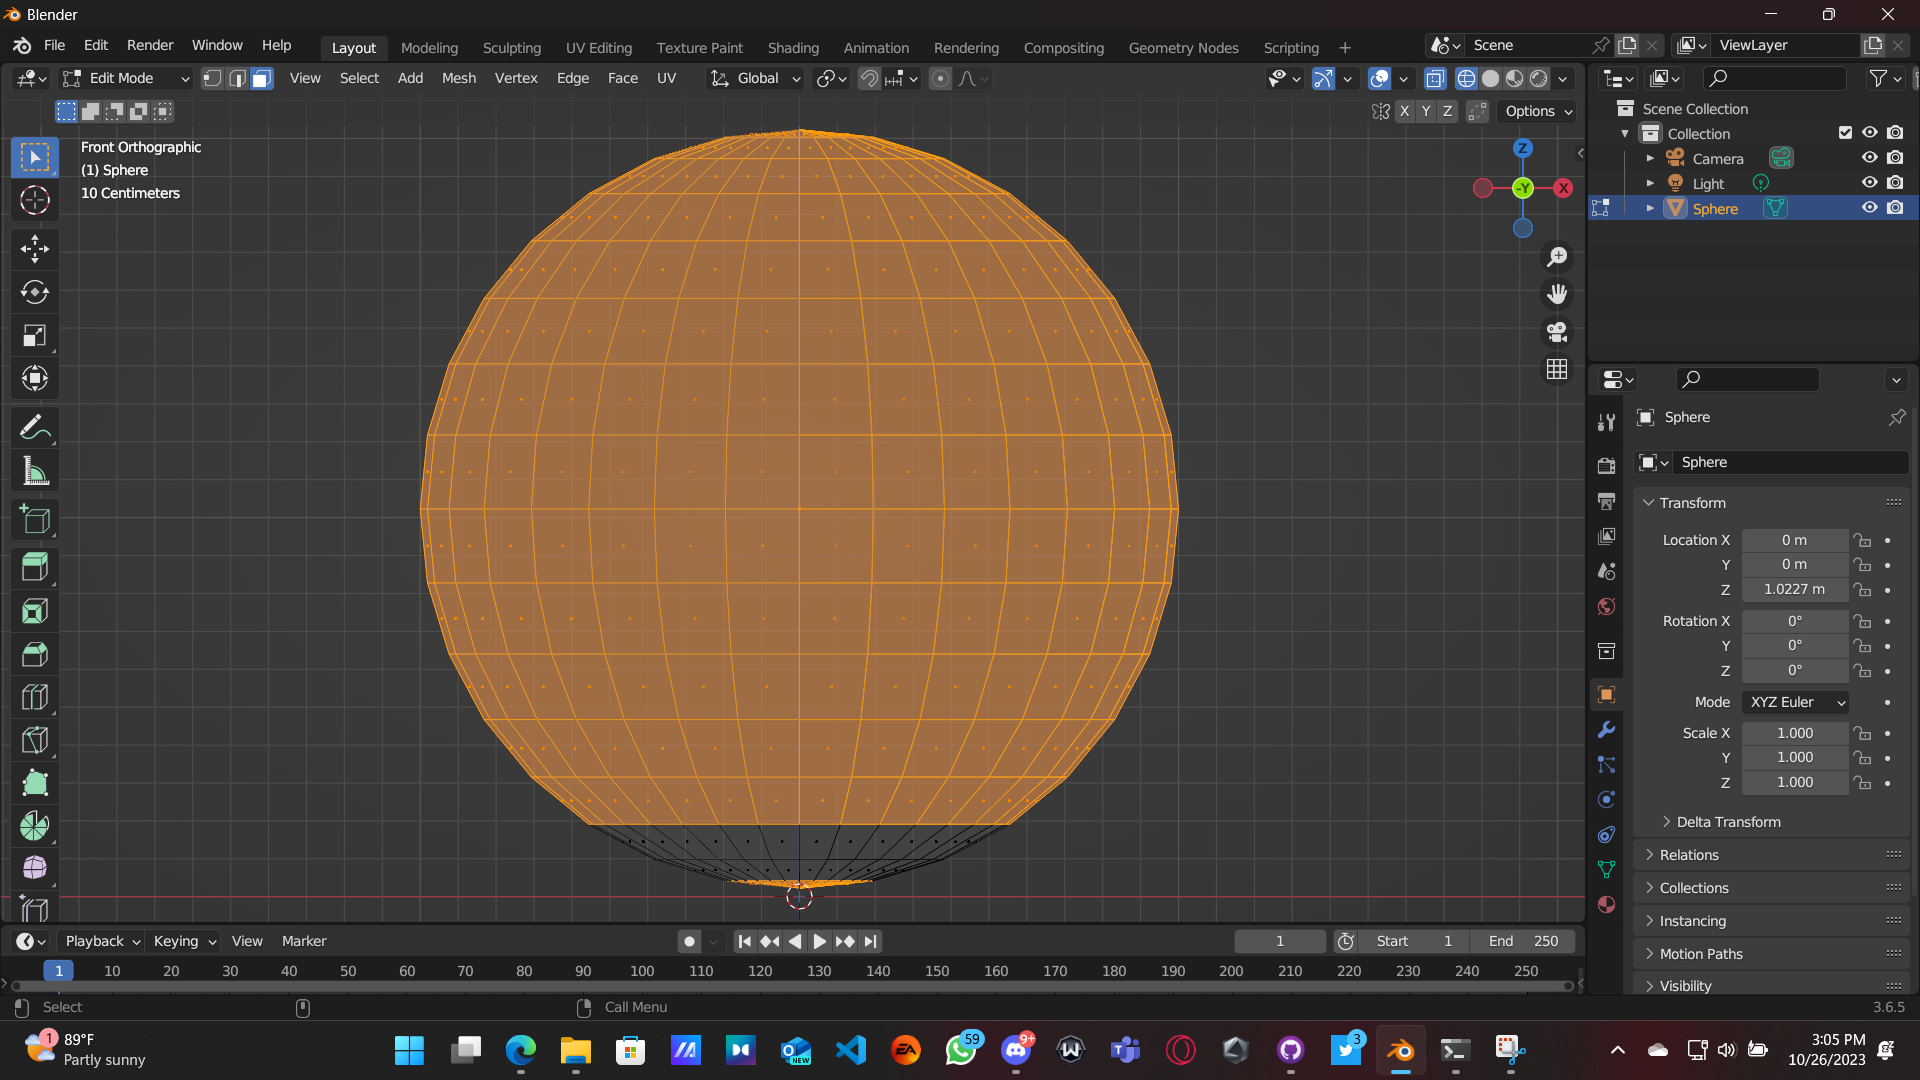 Blender
File Edit Render Window Help
Layout Modeling Sculpting UV Editing Texture Paint Shading Animation Rendering Compositing Geometry Nodes Scripting +
Scene
ViewLayer
Edit Mode View Select Add Mesh Vertex Edge Face UV
Global
X Y Z Options
Front Orthographic
(1) Sphere
10 Centimeters
Z
-Y X
Scene Collection
Collection
Camera
Light
Sphere
Sphere
Sphere
Transform
Location X 0 m
Y 0 m
Z 1.0227 m
Rotation X 0°
Y 0°
Z 0°
Mode XYZ Euler
Scale X 1.000
Y 1.000
Z 1.000
Delta Transform
Relations
Collections
Instancing
Motion Paths
Visibility
Playback Keying View Marker
1 Start 1 End 250
1 10 20 30 40 50 60 70 80 90 100 110 120 130 140 150 160 170 180 190 200 210 220 230 240 250
Select Call Menu 3.6.5
1
89°F
Partly sunny
NEW
EA
59
9+
3
3:05 PM
10/26/2023